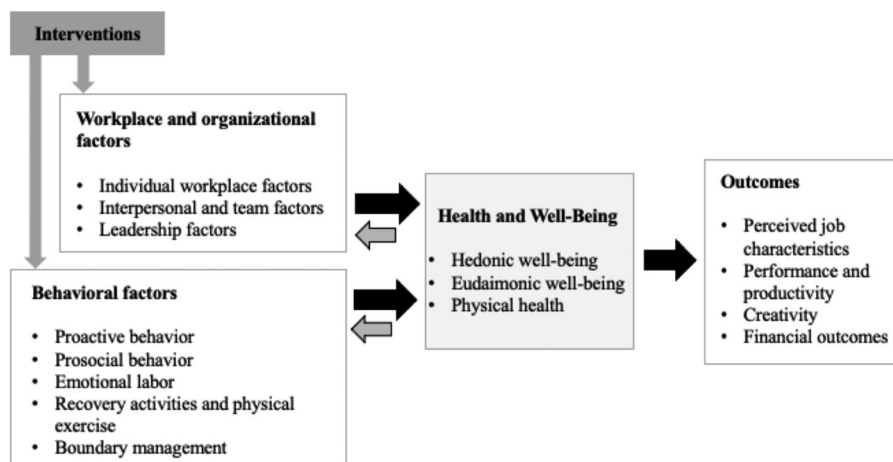 Interventions
Workplace and organizational
factors
• Individual workplace factors
• Interpersonal and team factors
• Leadership factors
Behavioral factors
• Proactive behavior
• Prosocial behavior
• Emotional labor
• Recovery activities and physical
exercise
• Boundary management
Health and Well-Being
• Hedonic well-being
• Eudaimonic well-being
• Physical health
Outcomes
• Perceived job
characteristics
• Performance and
productivity
• Creativity
• Financial outcomes